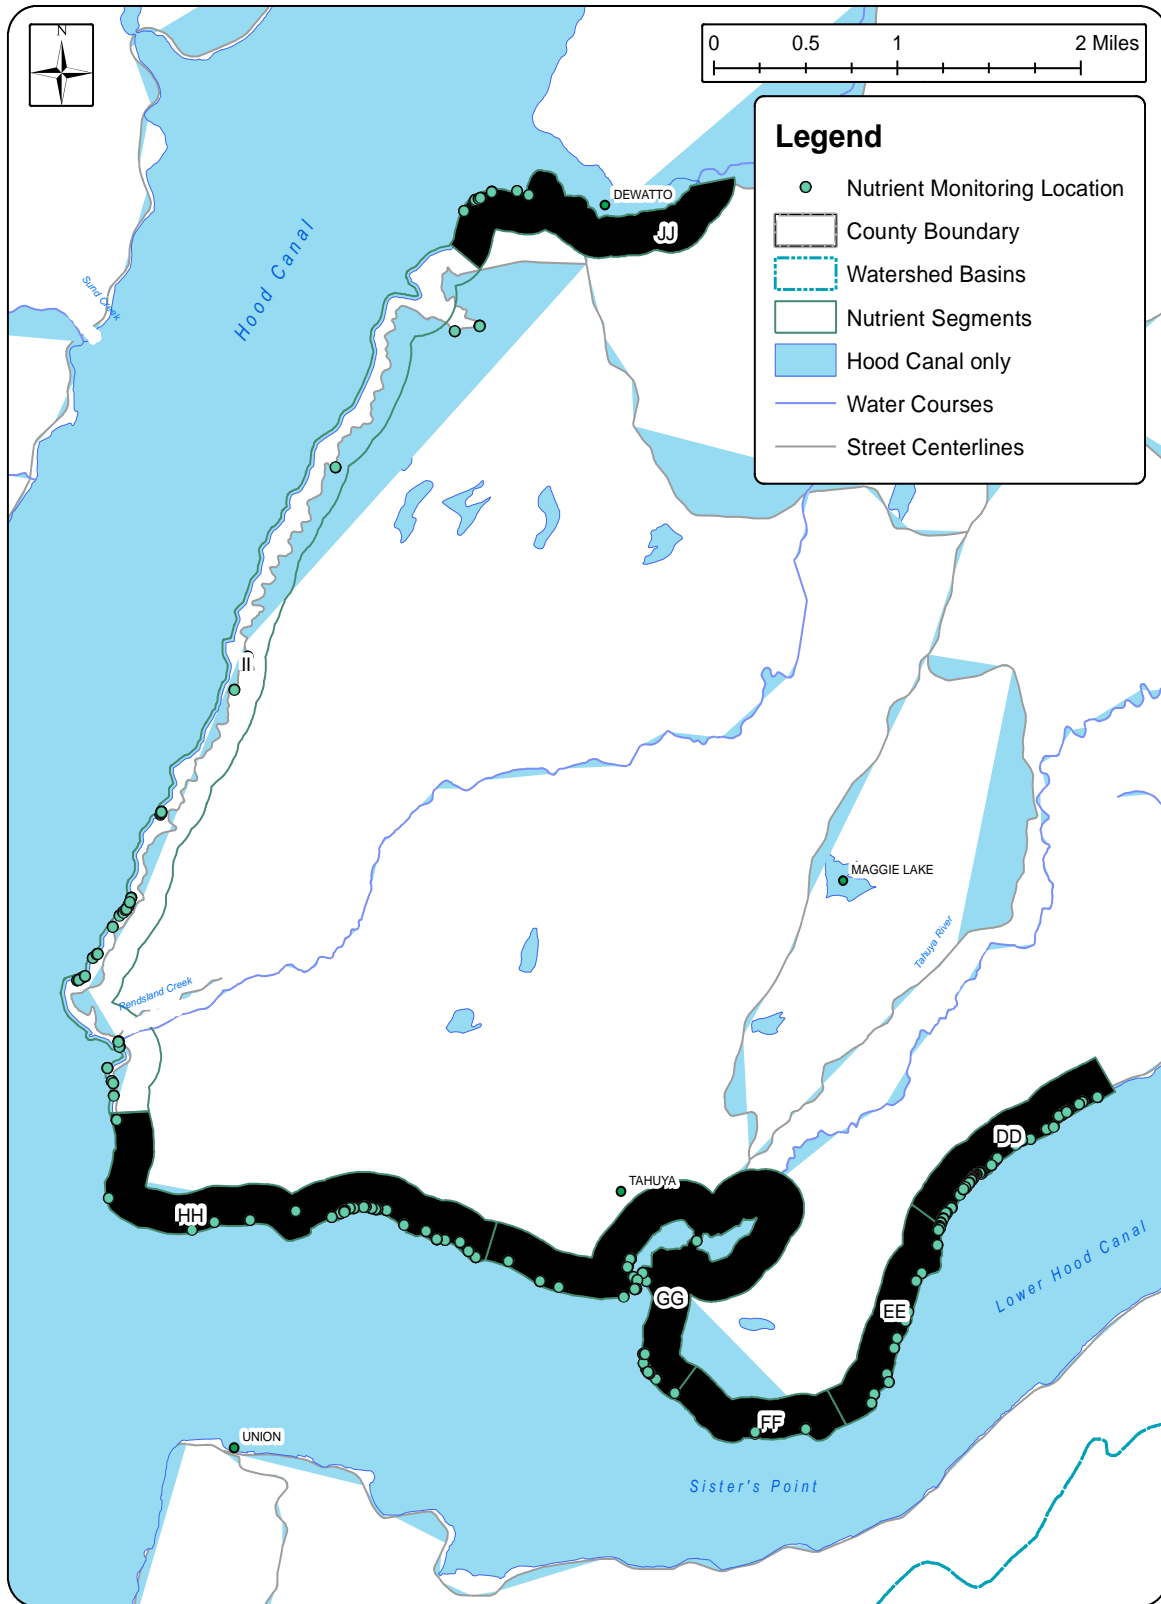 N
0 0.5 1 2 Miles
Legend
Nutrient Monitoring Location
County Boundary
Watershed Basins
Nutrient Segments
Hood Canal only
Water Courses
Street Centerlines
DEWATTO
JJ
Hood Canal
Sund Creek
II
MAGGIE LAKE
Tahuya River
Rendsland Creek
DD
TAHUYA
HH
GG
EE
Lower Hood Canal
FF
UNION
Sister's Point